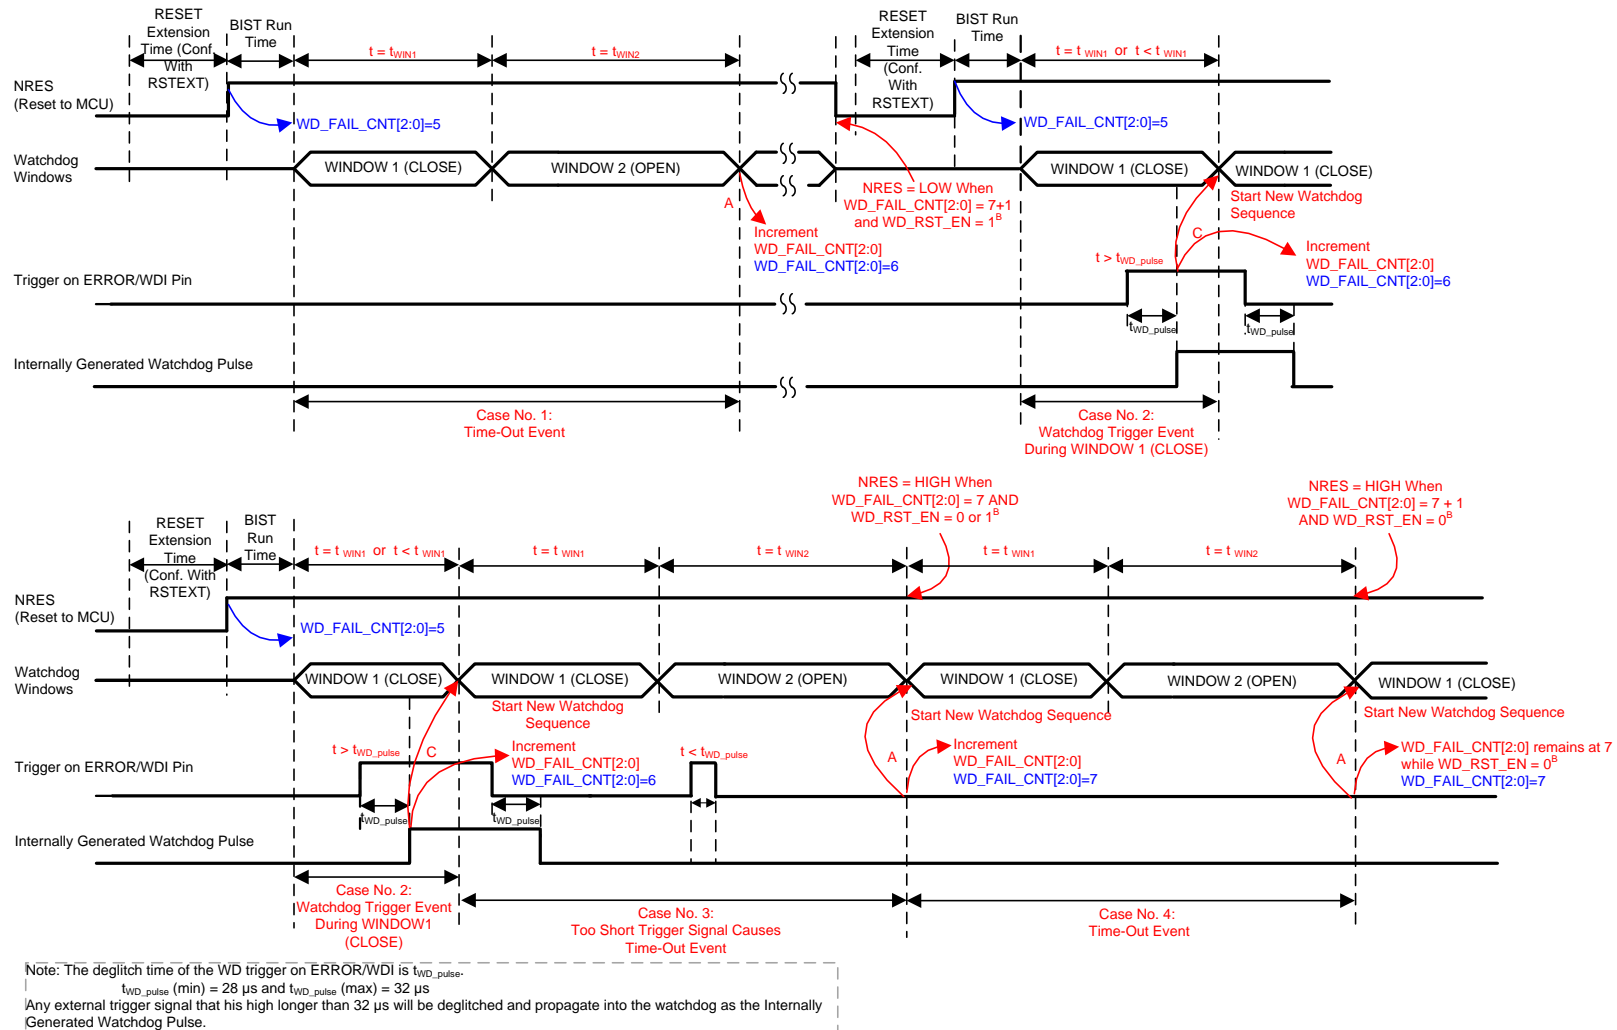 RESET
Extension
Time (Conf.
With
RSTEXT)
BIST Run
Time
t = tWIN1
t = tWIN2
RESET
Extension
Time
(Conf.
With
RSTEXT)
BIST Run
Time
t = t WIN1 or t < t WIN1
NRES
(Reset to MCU)
WD_FAIL_CNT[2:0]=5
WD_FAIL_CNT[2:0]=5
Watchdog
Windows
WINDOW 1 (CLOSE)
WINDOW 2 (OPEN)
WINDOW 1 (CLOSE)
WINDOW 1 (CLOSE)
NRES = LOW When
WD_FAIL_CNT[2:0] = 7+1
and WD_RST_EN = 1B
Start New Watchdog
Sequence
A
Increment
WD_FAIL_CNT[2:0]
WD_FAIL_CNT[2:0]=6
C
Increment
WD_FAIL_CNT[2:0]
WD_FAIL_CNT[2:0]=6
t > tWD_pulse
Trigger on ERROR/WDI Pin
tWD_pulse
tWD_pulse
Internally Generated Watchdog Pulse
Case No. 1:
Time-Out Event
Case No. 2:
Watchdog Trigger Event
During WINDOW 1 (CLOSE)
NRES = HIGH When
WD_FAIL_CNT[2:0] = 7 AND
WD_RST_EN = 0 or 1B
NRES = HIGH When
WD_FAIL_CNT[2:0] = 7 + 1
AND WD_RST_EN = 0B
RESET
Extension
Time
(Conf. With
RSTEXT)
BIST
Run
Time
t = t WIN1 or t < t WIN1
t = t WIN1
t = t WIN2
t = t WIN1
t = t WIN2
NRES
(Reset to MCU)
WD_FAIL_CNT[2:0]=5
Watchdog
Windows
WINDOW 1 (CLOSE)
WINDOW 1 (CLOSE)
WINDOW 2 (OPEN)
WINDOW 1 (CLOSE)
WINDOW 2 (OPEN)
WINDOW 1 (CLOSE)
Start New Watchdog
Sequence
Start New Watchdog Sequence
Start New Watchdog Sequence
t > tWD_pulse
C
Increment
WD_FAIL_CNT[2:0]
WD_FAIL_CNT[2:0]=6
t < tWD_pulse
A
Increment
WD_FAIL_CNT[2:0]
WD_FAIL_CNT[2:0]=7
A
WD_FAIL_CNT[2:0] remains at 7
while WD_RST_EN = 0B
WD_FAIL_CNT[2:0]=7
Trigger on ERROR/WDI Pin
tWD_pulse
tWD_pulse
Internally Generated Watchdog Pulse
Case No. 2:
Watchdog Trigger Event
During WINDOW1
(CLOSE)
Case No. 3:
Too Short Trigger Signal Causes
Time-Out Event
Case No. 4:
Time-Out Event
Note: The deglitch time of the WD trigger on ERROR/WDI is tWD_pulse.
tWD_pulse (min) = 28 µs and tWD_pulse (max) = 32 µs
Any external trigger signal that his high longer than 32 µs will be deglitched and propagate into the watchdog as the Internally
Generated Watchdog Pulse.